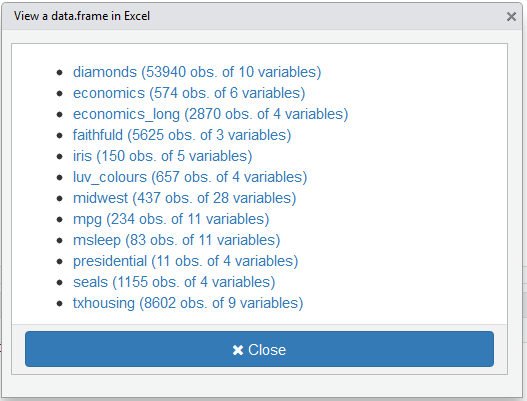 View a data.frame in Excel
diamonds (53940 obs. of 10 variables)
economics (574 obs. of 6 variables)
economics_long (2870 obs. of 4 variables)
faithfuld (5625 obs. of 3 variables)
iris (150 obs. of 5 variables)
luv_colours (657 obs. of 4 variables)
midwest (437 obs. of 28 variables)
mpg (234 obs. of 11 variables)
msleep (83 obs. of 11 variables)
presidential (11 obs. of 4 variables)
seals (1155 obs. of 4 variables)
txhousing (8602 obs. of 9 variables)
Close